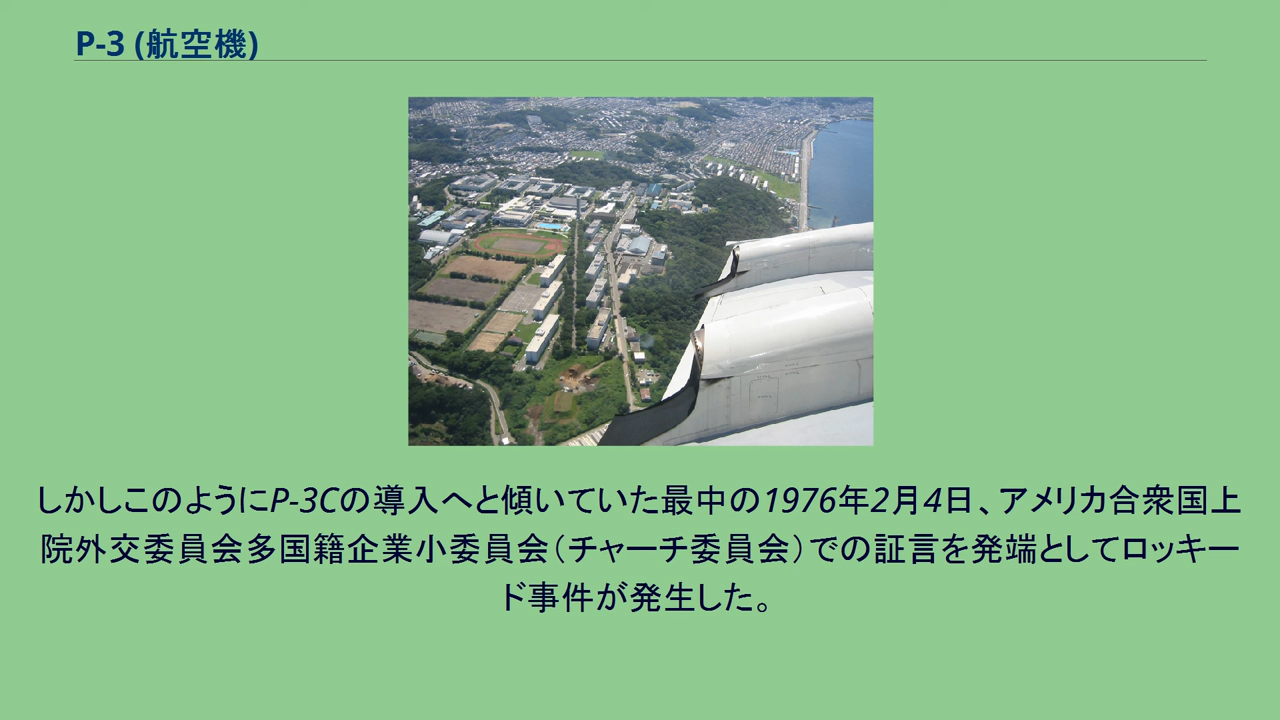 P-3 (航空機)
しかしこのようにP-3Cの導入へと傾いていた最中の1976年2月4日、アメリカ合衆国上
院外交委員会多国籍企業小委員会（チャーチ委員会）での証言を発端としてロッキー
ド事件が発生した。